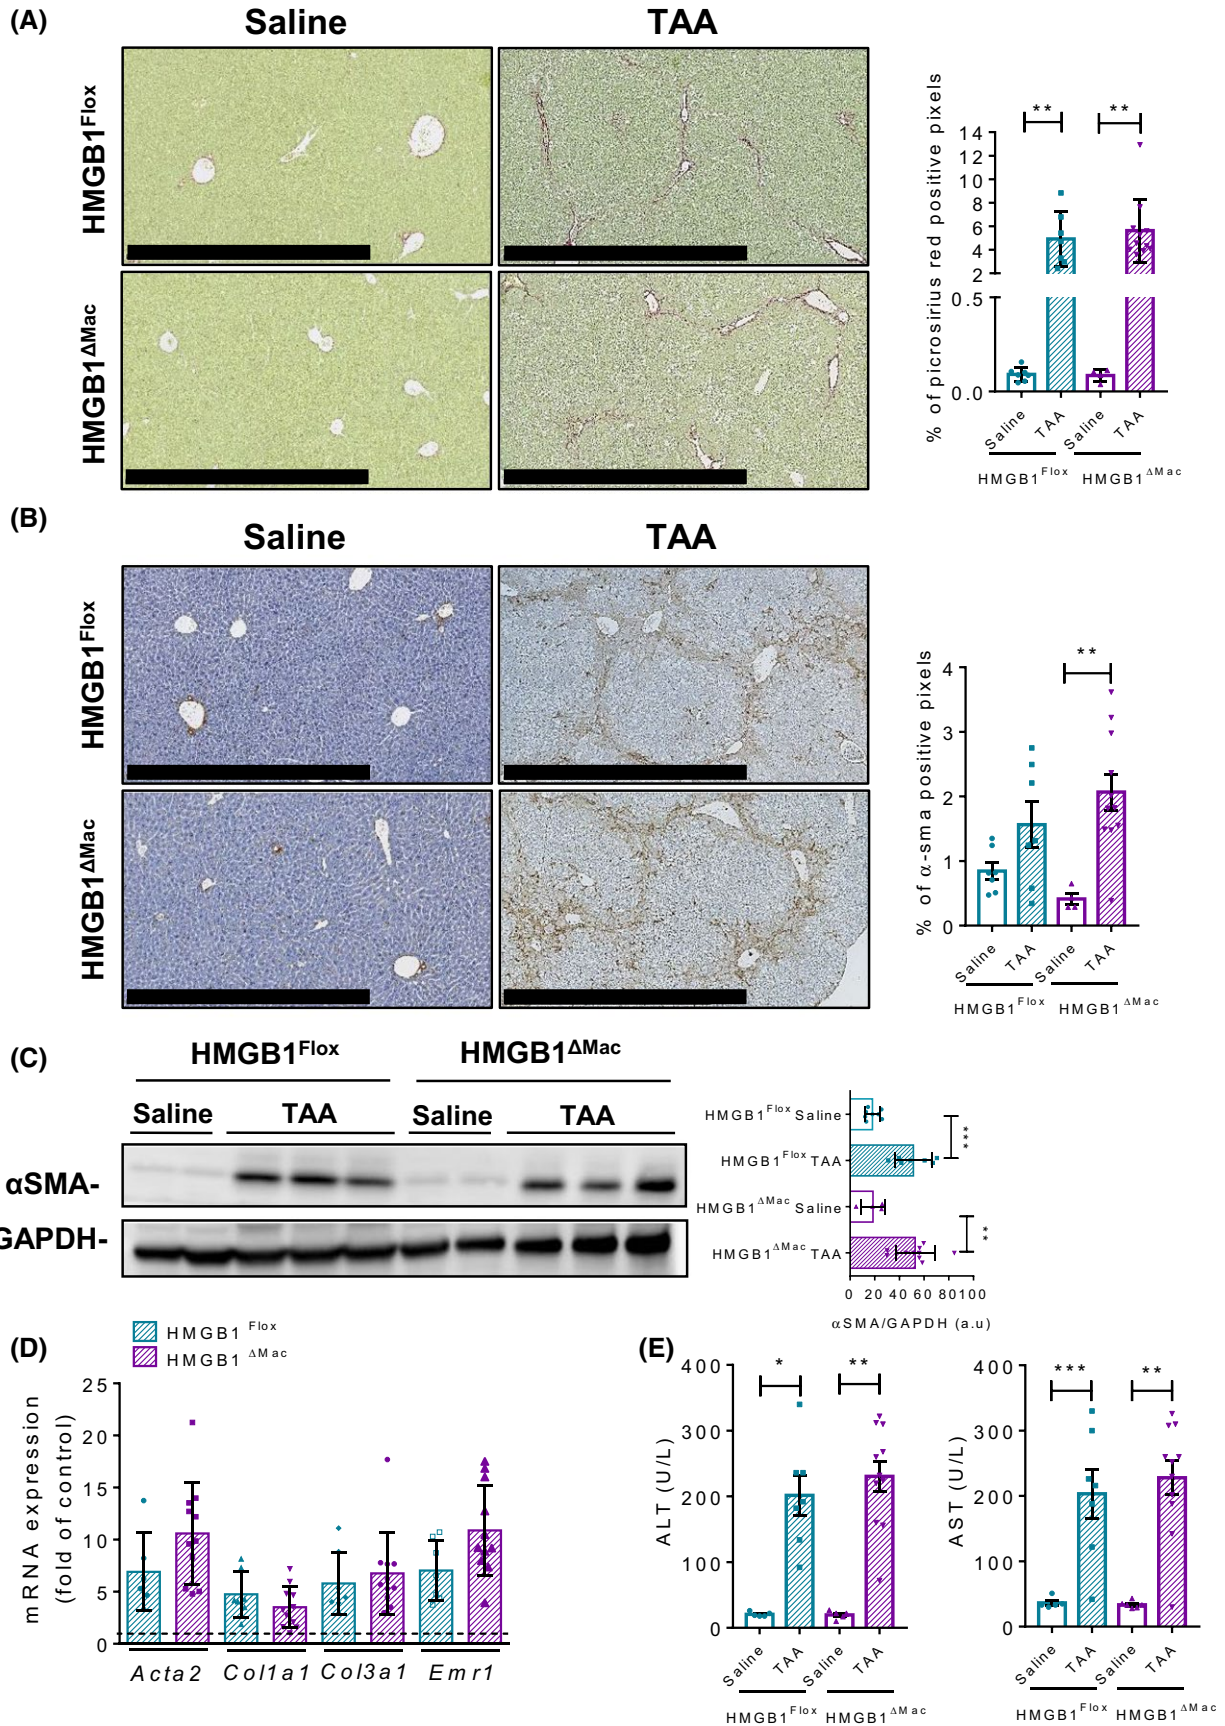 (A)
Saline
TAA
HMGB1Flox
HMGB1ΔMac
% of picrosirius red positive pixels
14
12
10
8
6
4
2
0.5
0.0
** **
Saline TAA Saline TAA
HMGB1Flox HMGB1ΔMac
(B)
Saline
TAA
HMGB1Flox
HMGB1ΔMac
% of α-sma positive pixels
4
3
2
1
0
**
Saline TAA Saline TAA
HMGB1Flox HMGB1ΔMac
(C)
HMGB1Flox HMGB1ΔMac
Saline TAA Saline TAA
αSMA-
GAPDH-
HMGB1Flox Saline
HMGB1Flox TAA
HMGB1ΔMac Saline
HMGB1ΔMac TAA
***
**
0 20 40 60 80 100
αSMA/GAPDH (a.u)
(D)
HMGB1Flox
HMGB1ΔMac
mRNA expression
(fold of control)
25
20
15
10
5
0
Acta2 Col1a1 Col3a1 Emr1
(E)
ALT (U/L)
400
300
200
100
0
* **
Saline TAA Saline TAA
HMGB1Flox HMGB1ΔMac
AST (U/L)
400
300
200
100
0
*** **
Saline TAA Saline TAA
HMGB1Flox HMGB1ΔMac